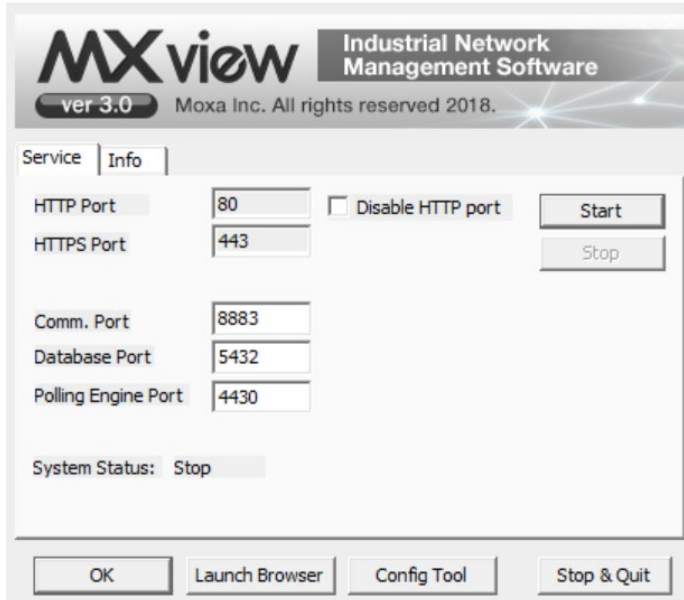 MXview
Industrial Network
Management Software
ver 3.0 Moxa Inc. All rights reserved 2018.
Service Info
HTTP Port 80 Disable HTTP port Start
HTTPS Port 443 Stop
Comm. Port 8883
Database Port 5432
Polling Engine Port 4430
System Status: Stop
OK Launch Browser Config Tool Stop & Quit